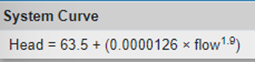 System Curve
Head = 63.5 + (0.0000126 × flow^1.9)